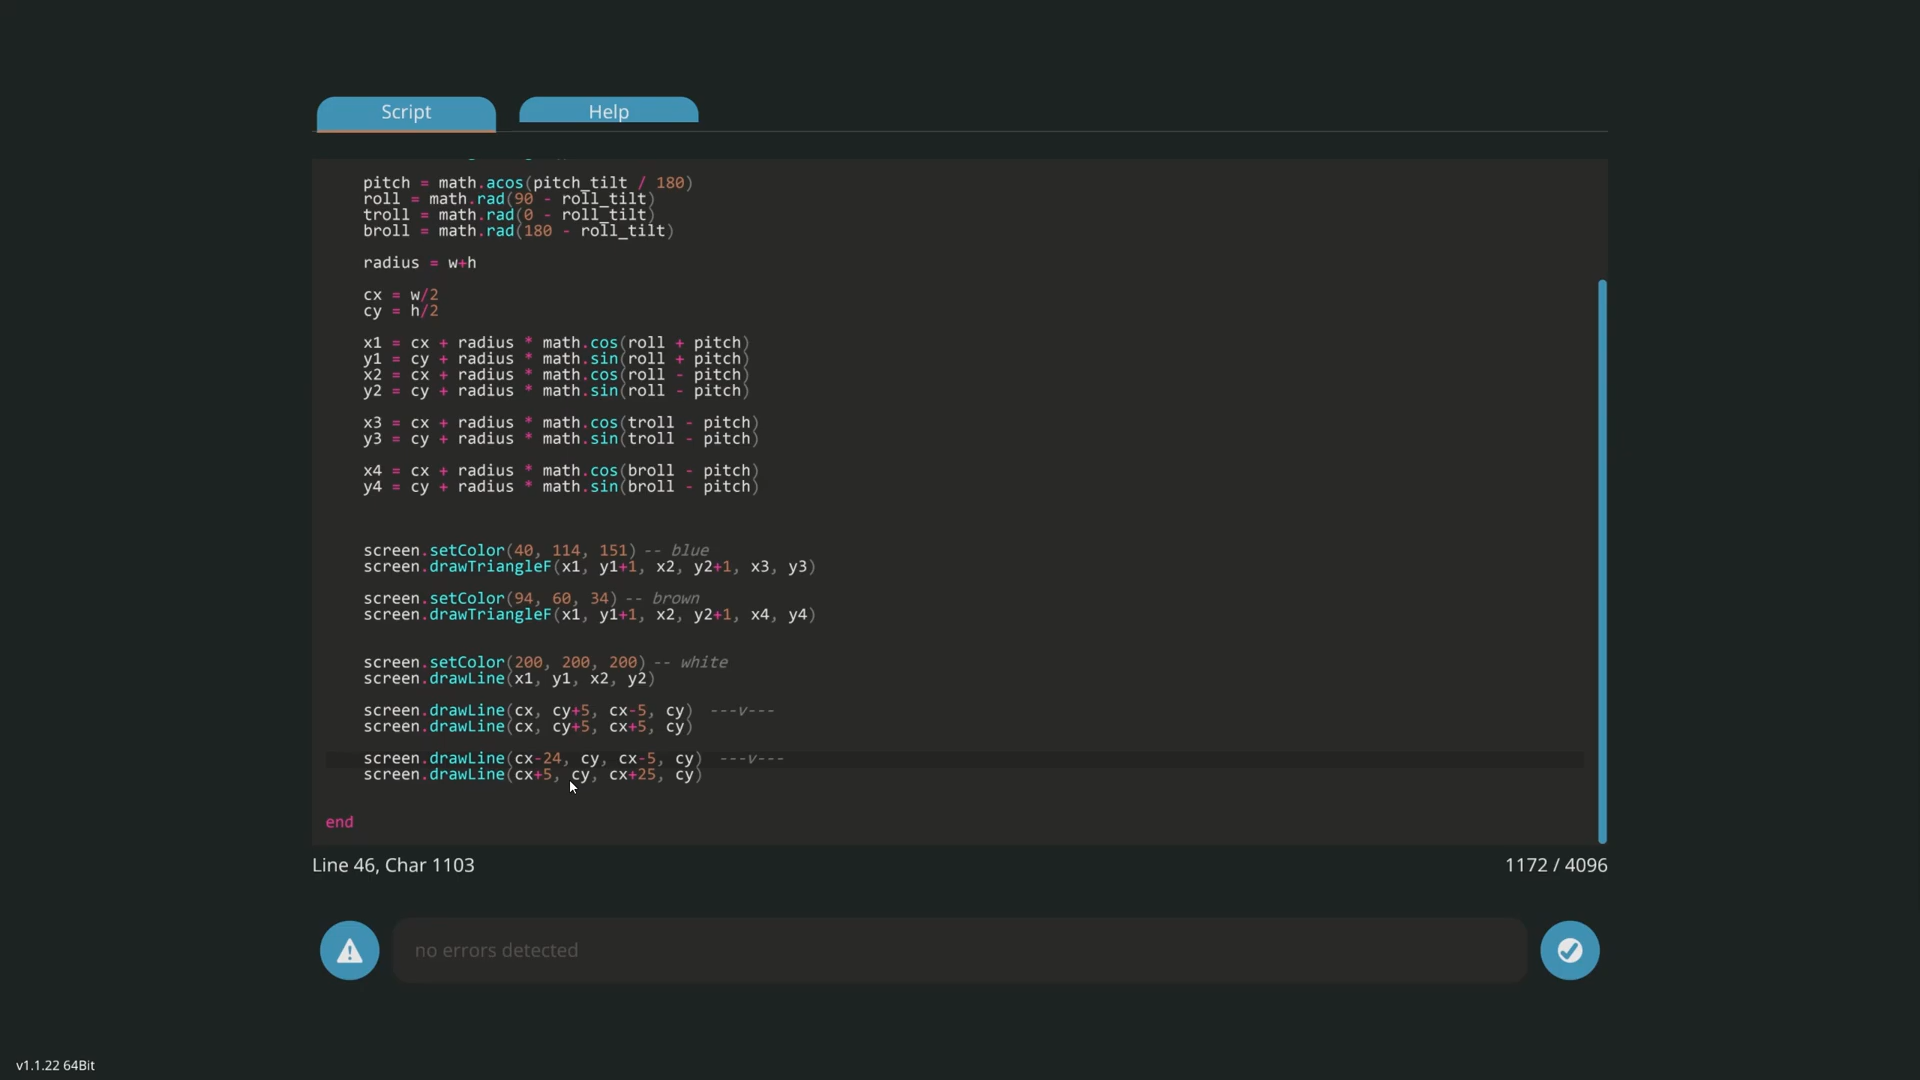 Script
Help
pitch = math.acos(pitch_tilt / 180)
roll = math.rad(90 - roll_tilt)
troll = math.rad(0 - roll_tilt)
broll = math.rad(180 - roll_tilt)
radius = w+h
cx = w/2
cy = h/2
x1 = cx + radius * math.cos(roll + pitch)
y1 = cy + radius * math.sin(roll + pitch)
x2 = cx + radius * math.cos(roll - pitch)
y2 = cy + radius * math.sin(roll - pitch)
x3 = cx + radius * math.cos(troll - pitch)
y3 = cy + radius * math.sin(troll - pitch)
x4 = cx + radius * math.cos(broll - pitch)
y4 = cy + radius * math.sin(broll - pitch)
screen.setColor(40, 114, 151) -- blue
screen.drawTriangleF(x1, y1+1, x2, y2+1, x3, y3)
screen.setColor(94, 60, 34) -- brown
screen.drawTriangleF(x1, y1+1, x2, y2+1, x4, y4)
screen.setColor(200, 200, 200) -- white
screen.drawLine(x1, y1, x2, y2)
screen.drawLine(cx, cy+5, cx-5, cy)  ---v---
screen.drawLine(cx, cy+5, cx+5, cy)
screen.drawLine(cx-24, cy, cx-5, cy)  ---v---
screen.drawLine(cx+5, cy, cx+25, cy)
end
Line 46, Char 1103
1172 / 4096
no errors detected
v1.1.22 64Bit